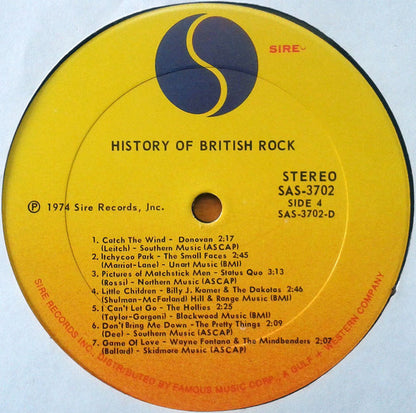 SIRE
HISTORY OF BRITISH ROCK
STEREO
SAS-3702
SIDE 4
SAS-3702-D
Ⓟ 1974 Sire Records, Inc.
1. Catch The Wind - Donovan 2:17
(Leitch) - Southern Music (ASCAP)
2. Itchycoo Park - The Small Faces 2:45
(Marriot-Lane) - Unart Music (BMI)
3. Pictures of Matchstick Men - Status Quo 3:13
(Rossi) - Northern Music (ASCAP)
4. Little Children - Billy J. Kramer & The Dakotas 2:46
(Shulman-McFarland) Hill & Range Music (BMI)
5. I Can't Let Go - The Hollies 2:25
(Taylor-Gorgoni) - Blackwood Music (BMI)
6. Don't Bring Me Down - The Pretty Things 2:09
(Dee) - Southern Music (ASCAP)
7. Game Of Love - Wayne Fontana & The Mindbenders 2:07
(Ballard) - Skidmore Music (ASCAP)
SIRE RECORDS INC., DISTRIBUTED BY FAMOUS MUSIC CORP. - A GULF + WESTERN COMPANY